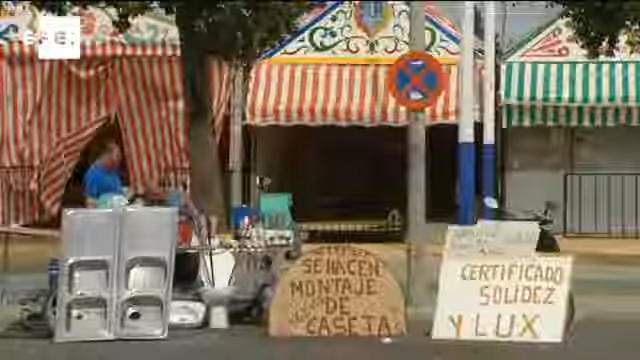 EFE:
SE HACEN
MONTAJE
DE
CASETA
CERTIFICADO
SOLIDEZ
Y LUX